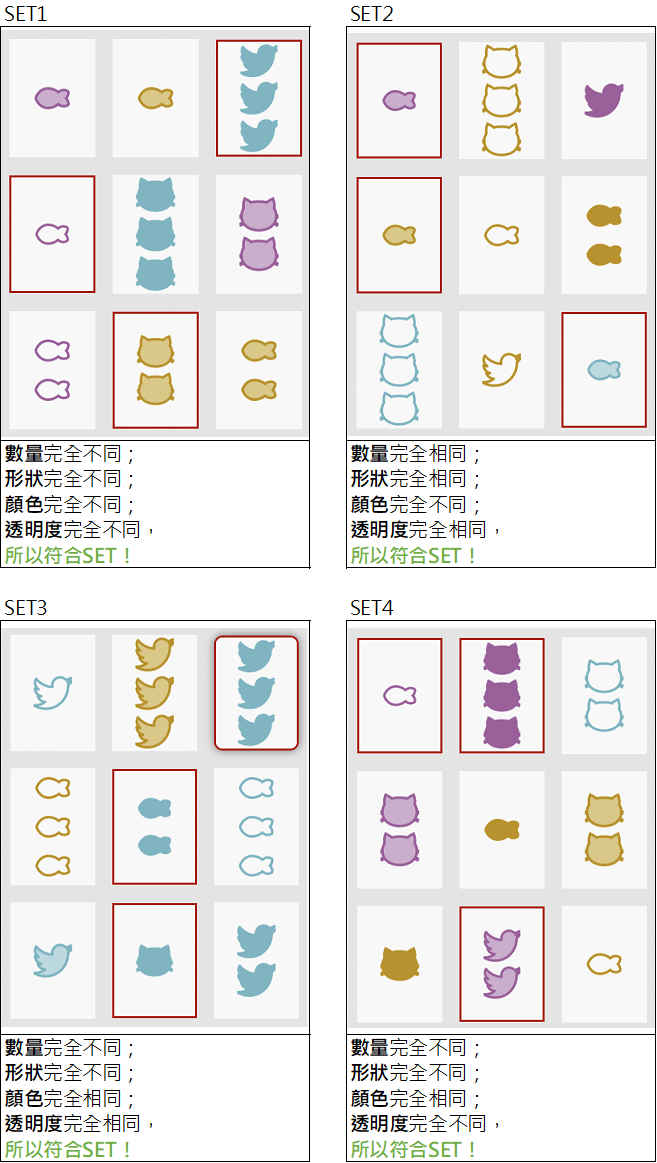 SET1
數量完全不同；
形狀完全不同；
顏色完全不同；
透明度完全不同，
所以符合SET！
SET2
數量完全相同；
形狀完全相同；
顏色完全不同；
透明度完全相同，
所以符合SET！
SET3
數量完全不同；
形狀完全不同；
顏色完全相同；
透明度完全相同，
所以符合SET！
SET4
數量完全不同；
形狀完全不同；
顏色完全相同；
透明度完全不同，
所以符合SET！